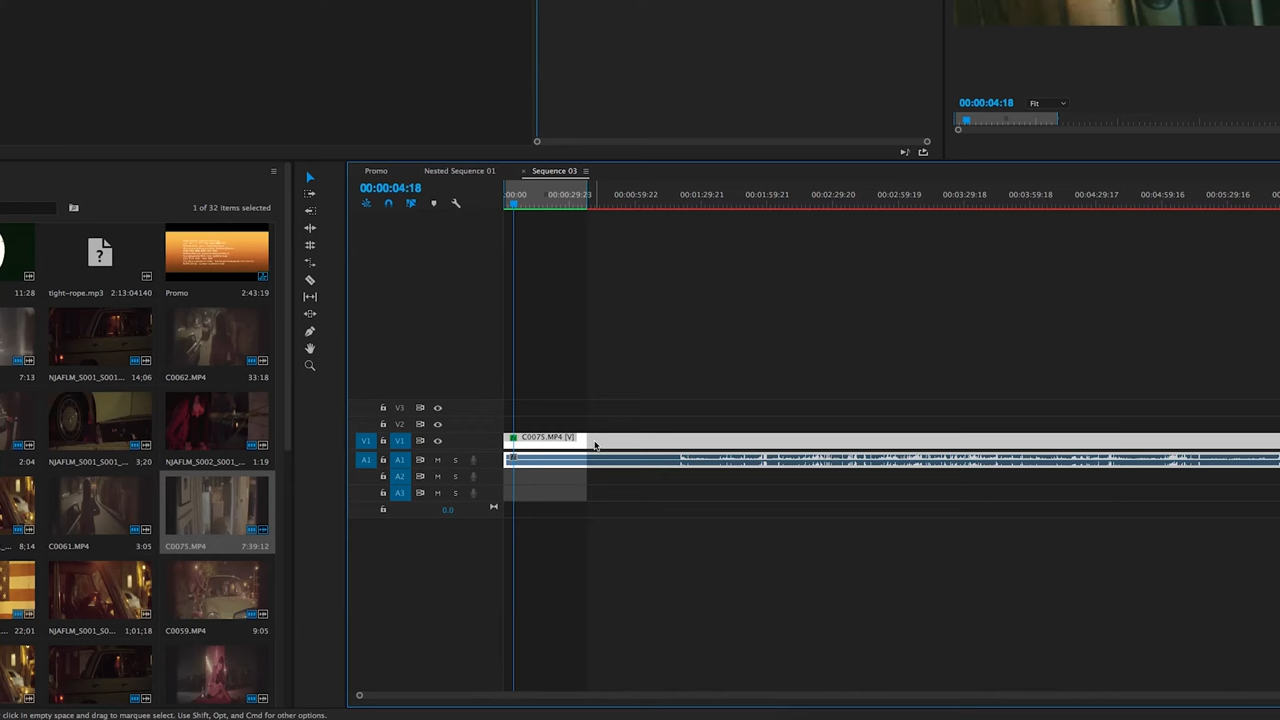 00:00:04:18 Fit
Promo Nested Sequence 01 × Sequence 03
00:00:04:18
:00:00 00:00:29:23 00:00:59:22 00:01:29:21 00:01:59:21 00:02:29:20 00:02:59:19 00:03:29:18 00:03:59:18 00:04:29:17 00:04:59:16 00:05:29:16
1 of 32 items selected
11:28 tight-rope.mp3 2:13:04140 Promo 2:43:19
7:13 NJAFLM_S001_S001... 14;06 C0062.MP4 33:18
2:04 NJAFLM_S001_S001... 3;20 NJAFLM_S002_S001... 1:19
V3
V2
V1 V1 C0075.MP4 [V]
A1 A1 M S
A2 M S
A3 M S
0.0
8;14 C0061.MP4 3:05 C0075.MP4 7:39:12
22;01 NJAFLM_S001_S0... 1;01;18 C0059.MP4 9:05
click in empty space and drag to marquee select. Use Shift, Opt, and Cmd for other options.